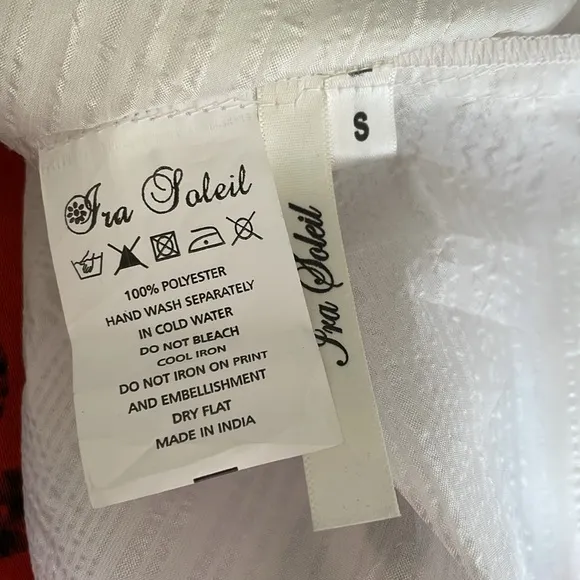 Ira Soleil
100% POLYESTER
HAND WASH SEPARATELY
IN COLD WATER
DO NOT BLEACH
COOL IRON
DO NOT IRON ON PRINT
AND EMBELLISHMENT
DRY FLAT
MADE IN INDIA
Ira Soleil
S